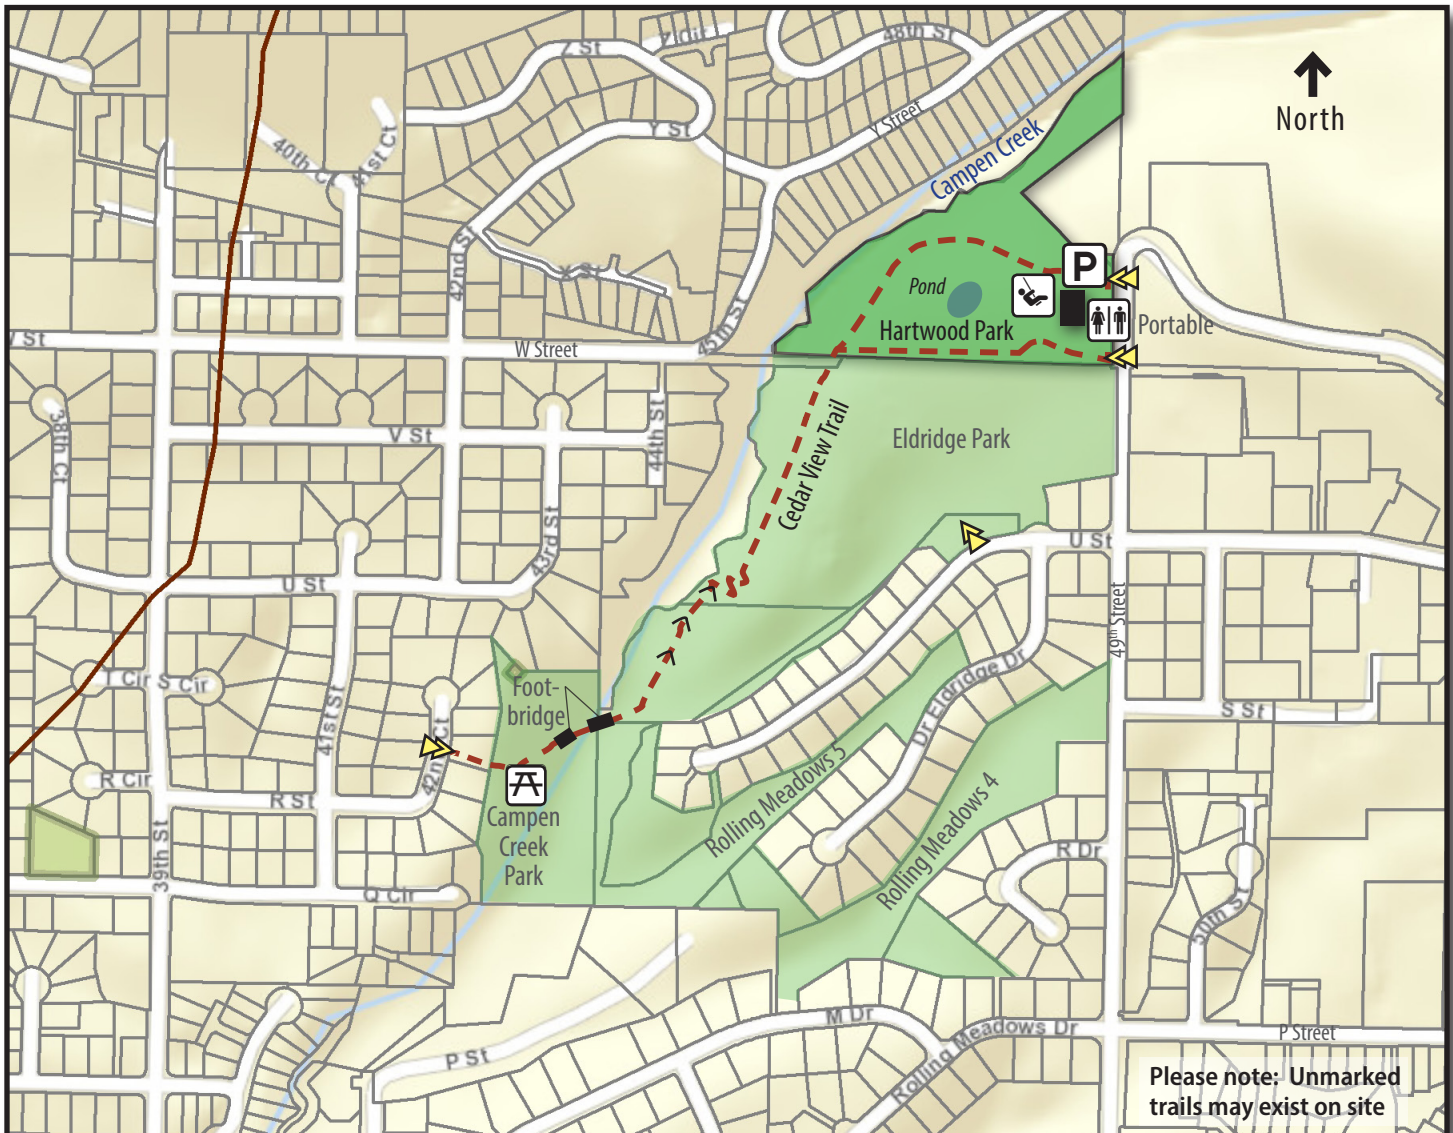 Z St
48th St
Y Street
North
40th Ct
41st Ct
Y St
Campen Creek
42nd St
X St
P
Pond
Hartwood Park
Portable
St
W Street
45th St
38th Ct
V St
44th St
Cedar View Trail
Eldridge Park
43rd St
U St
U St
49th Street
T Cir
S Cir
41st St
Foot-
bridge
Dr Eldridge Dr
S St
42nd Ct
R Cir
R St
Rolling Meadows 5
Rolling Meadows 4
Campen
Creek
Park
R Dr
39th St
Q Cir
50th St
M Dr
Rolling Meadows Dr
P St
P Street
Please note: Unmarked
trails may exist on site